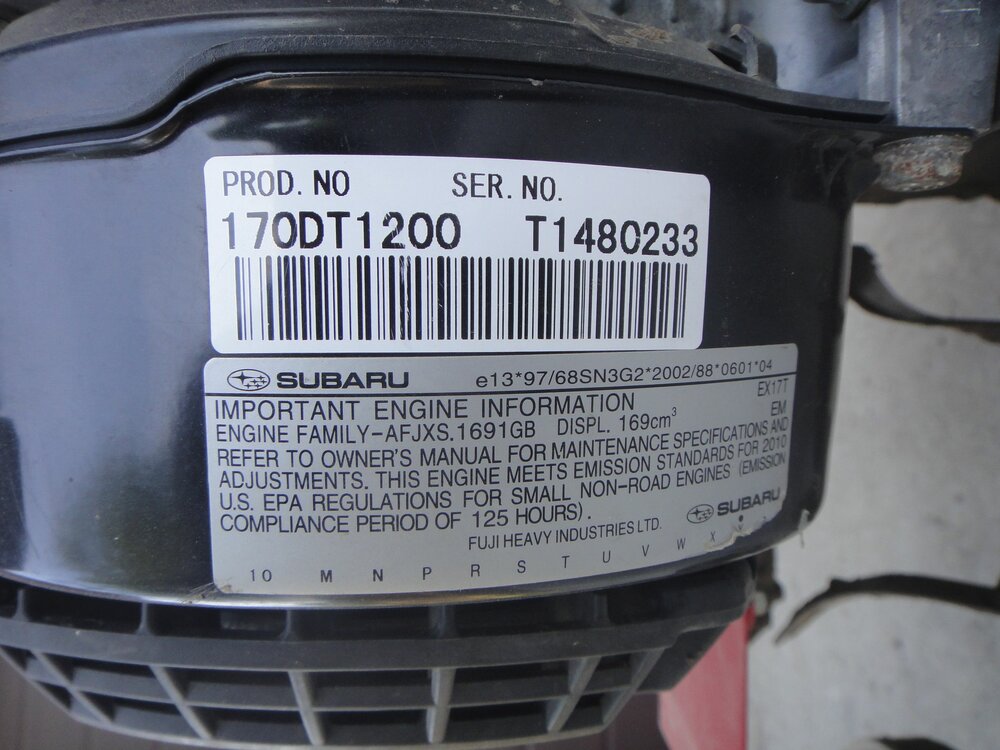 PROD. NO SER. NO.
170DT1200 T1480233
SUBARU e13*97/68SN3G2*2002/88*0601*04
IMPORTANT ENGINE INFORMATION EX17T
ENGINE FAMILY-AFJXS.1691GB DISPL. 169cm³ EM
REFER TO OWNER'S MANUAL FOR MAINTENANCE SPECIFICATIONS AND
ADJUSTMENTS. THIS ENGINE MEETS EMISSION STANDARDS FOR 2010
U.S. EPA REGULATIONS FOR SMALL NON-ROAD ENGINES (EMISSION
COMPLIANCE PERIOD OF 125 HOURS).
SUBARU
FUJI HEAVY INDUSTRIES LTD.
10 M N P R S T U V W X